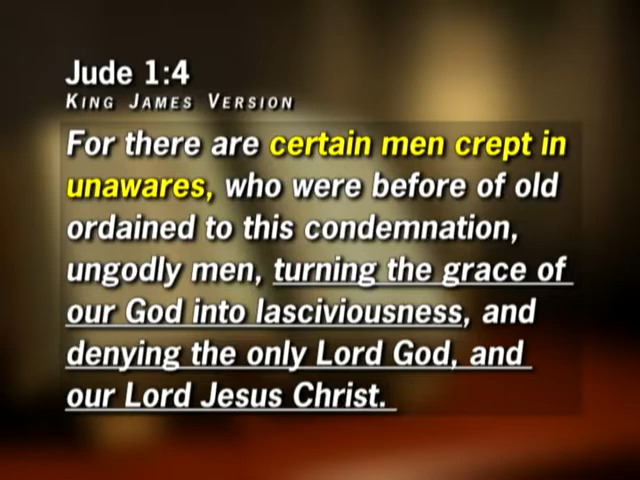 Jude 1:4
KING JAMES VERSION
For there are certain men crept in
unawares, who were before of old
ordained to this condemnation,
ungodly men, turning the grace of
our God into lasciviousness, and
denying the only Lord God, and
our Lord Jesus Christ.